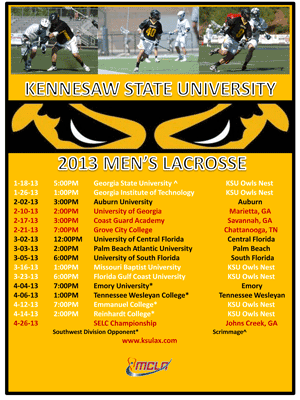 KENNESAW STATE UNIVERSITY
2013 MEN'S LACROSSE
1-18-13 5:00PM Georgia State University ^ KSU Owls Nest
1-26-13 1:00PM Georgia Institute of Technology KSU Owls Nest
2-02-13 3:00PM Auburn University Auburn
2-10-13 2:00PM University of Georgia Marietta, GA
2-17-13 3:00PM Coast Guard Academy Savannah, GA
2-21-13 7:00PM Grove City College Chattanooga, TN
3-02-13 12:00PM University of Central Florida Central Florida
3-03-13 2:00PM Palm Beach Atlantic University Palm Beach
3-05-13 6:00PM University of South Florida South Florida
3-16-13 1:00PM Missouri Baptist University KSU Owls Nest
3-23-13 6:00PM Florida Gulf Coast University KSU Owls Nest
4-04-13 7:00PM Emory University* Emory
4-06-13 1:00PM Tennessee Wesleyan College* Tennessee Wesleyan
4-12-13 7:00PM Emmanuel College* KSU Owls Nest
4-14-13 2:00PM Reinhardt College* KSU Owls Nest
4-26-13 SELC Championship Johns Creek, GA
Southwest Division Opponent* Scrimmage^
www.ksulax.com
MCLA